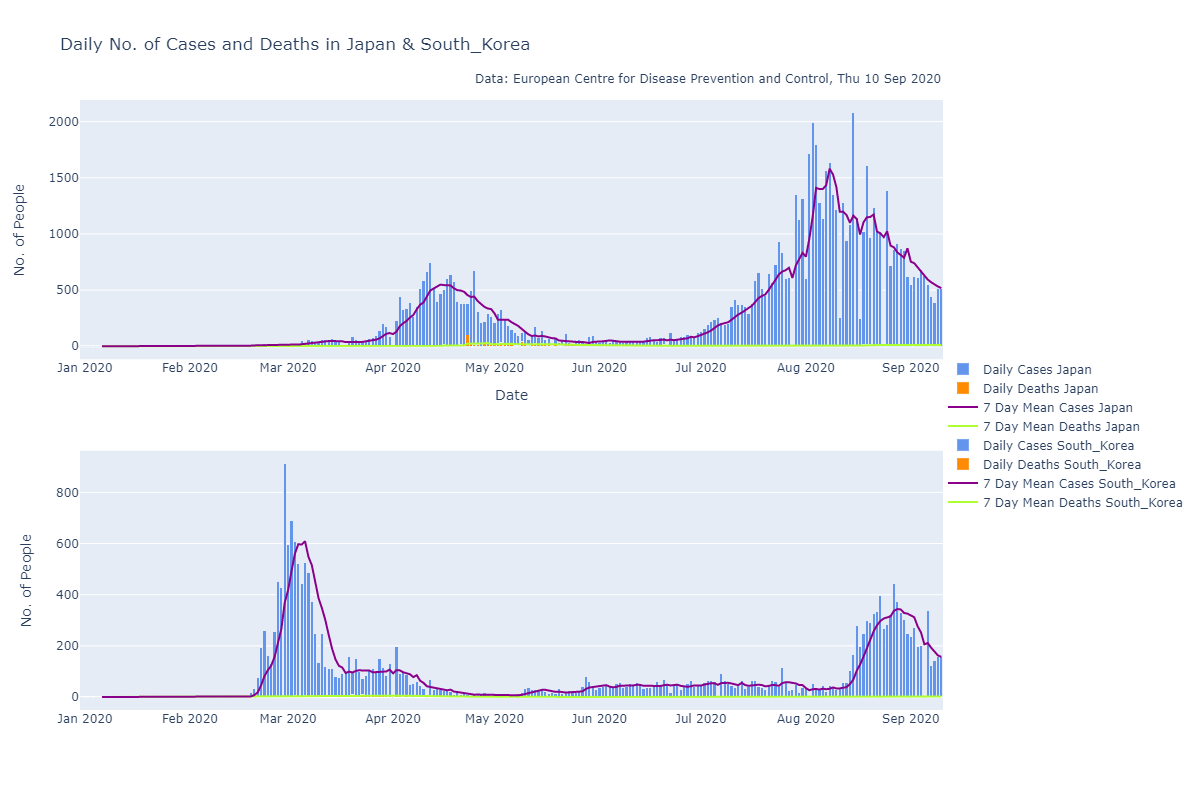 Daily No. of Cases and Deaths in Japan & South_Korea
Data: European Centre for Disease Prevention and Control, Thu 10 Sep 2020
No. of People
2000
1500
1000
500
0
Jan 2020 Feb 2020 Mar 2020 Apr 2020 May 2020 Jun 2020 Jul 2020 Aug 2020 Sep 2020
Date
Daily Cases Japan
Daily Deaths Japan
7 Day Mean Cases Japan
7 Day Mean Deaths Japan
Daily Cases South_Korea
Daily Deaths South_Korea
7 Day Mean Cases South_Korea
7 Day Mean Deaths South_Korea
No. of People
800
600
400
200
0
Jan 2020 Feb 2020 Mar 2020 Apr 2020 May 2020 Jun 2020 Jul 2020 Aug 2020 Sep 2020